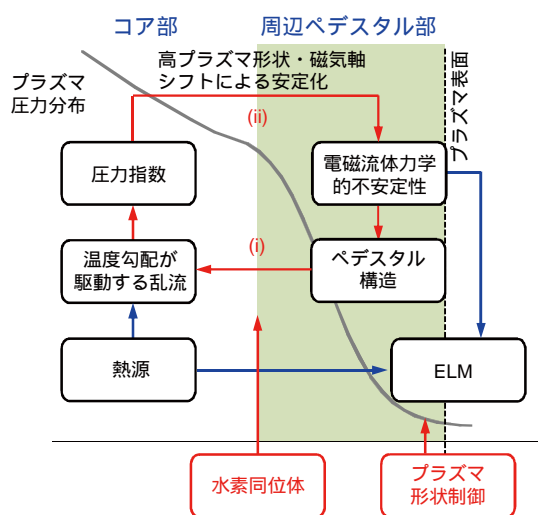 コア部
周辺ペデスタル部
プラズマ
圧力分布
高プラズマ形状・磁気軸
シフトによる安定化
プラズマ表面
(ii)
圧力指数
電磁流体力学
的不安定性
(i)
温度勾配が
駆動する乱流
ペデスタル
構造
熱源
ELM
水素同位体
プラズマ
形状制御